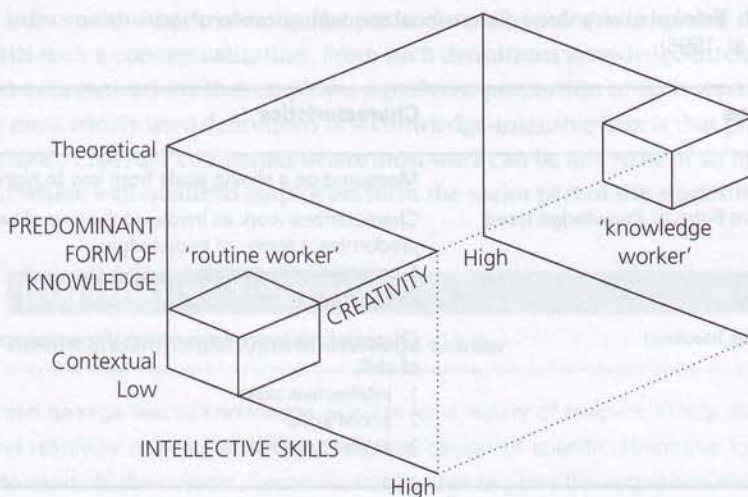 Theoretical
PREDOMINANT
FORM OF
KNOWLEDGE
'routine worker'
CREATIVITY
High
'knowledge
worker'
Contextual
Low
INTELLECTIVE SKILLS
High